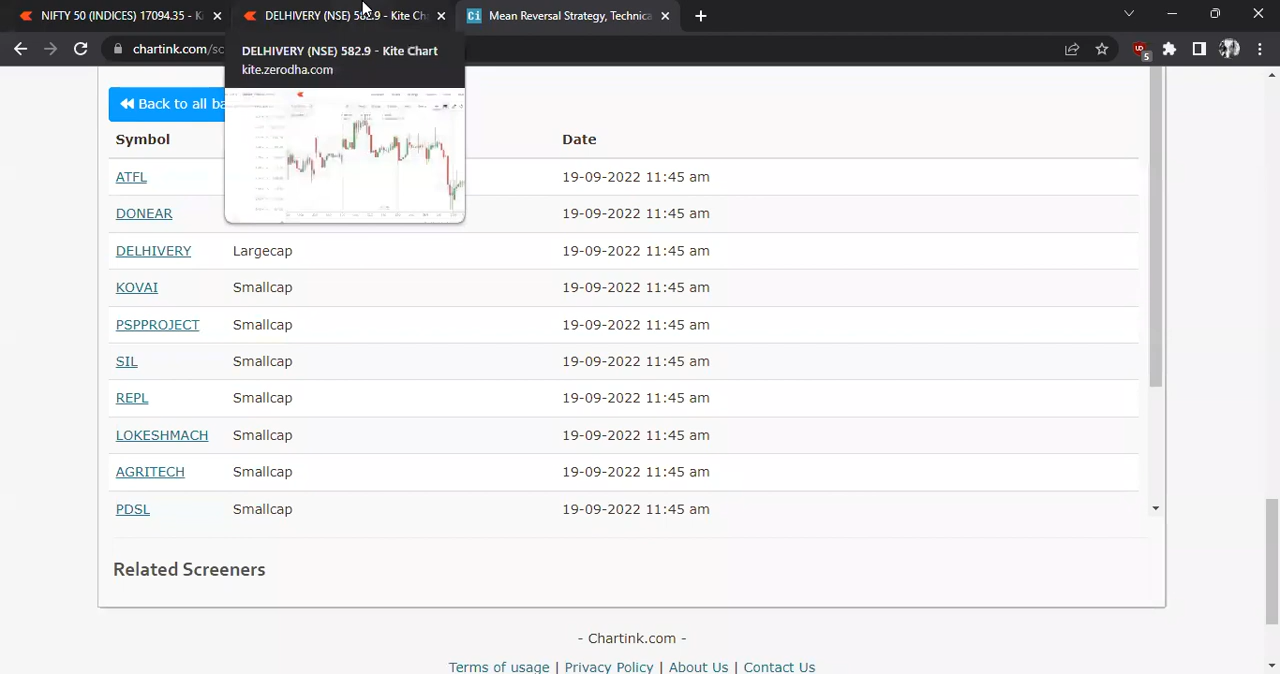 NIFTY 50 (INDICES) 17094.35 - K
DELHIVERY (NSE) 582.9 - Kite Ch
Mean Reversal Strategy, Technica
chartink.com/sc
5
DELHIVERY (NSE) 582.9 - Kite Chart
kite.zerodha.com
Back to all ba
Symbol Date
ATFL 19-09-2022 11:45 am
DONEAR 19-09-2022 11:45 am
DELHIVERY Largecap 19-09-2022 11:45 am
KOVAI Smallcap 19-09-2022 11:45 am
PSPPROJECT Smallcap 19-09-2022 11:45 am
SIL Smallcap 19-09-2022 11:45 am
REPL Smallcap 19-09-2022 11:45 am
LOKESHMACH Smallcap 19-09-2022 11:45 am
AGRITECH Smallcap 19-09-2022 11:45 am
PDSL Smallcap 19-09-2022 11:45 am
Related Screeners
- Chartink.com -
Terms of usage | Privacy Policy | About Us | Contact Us